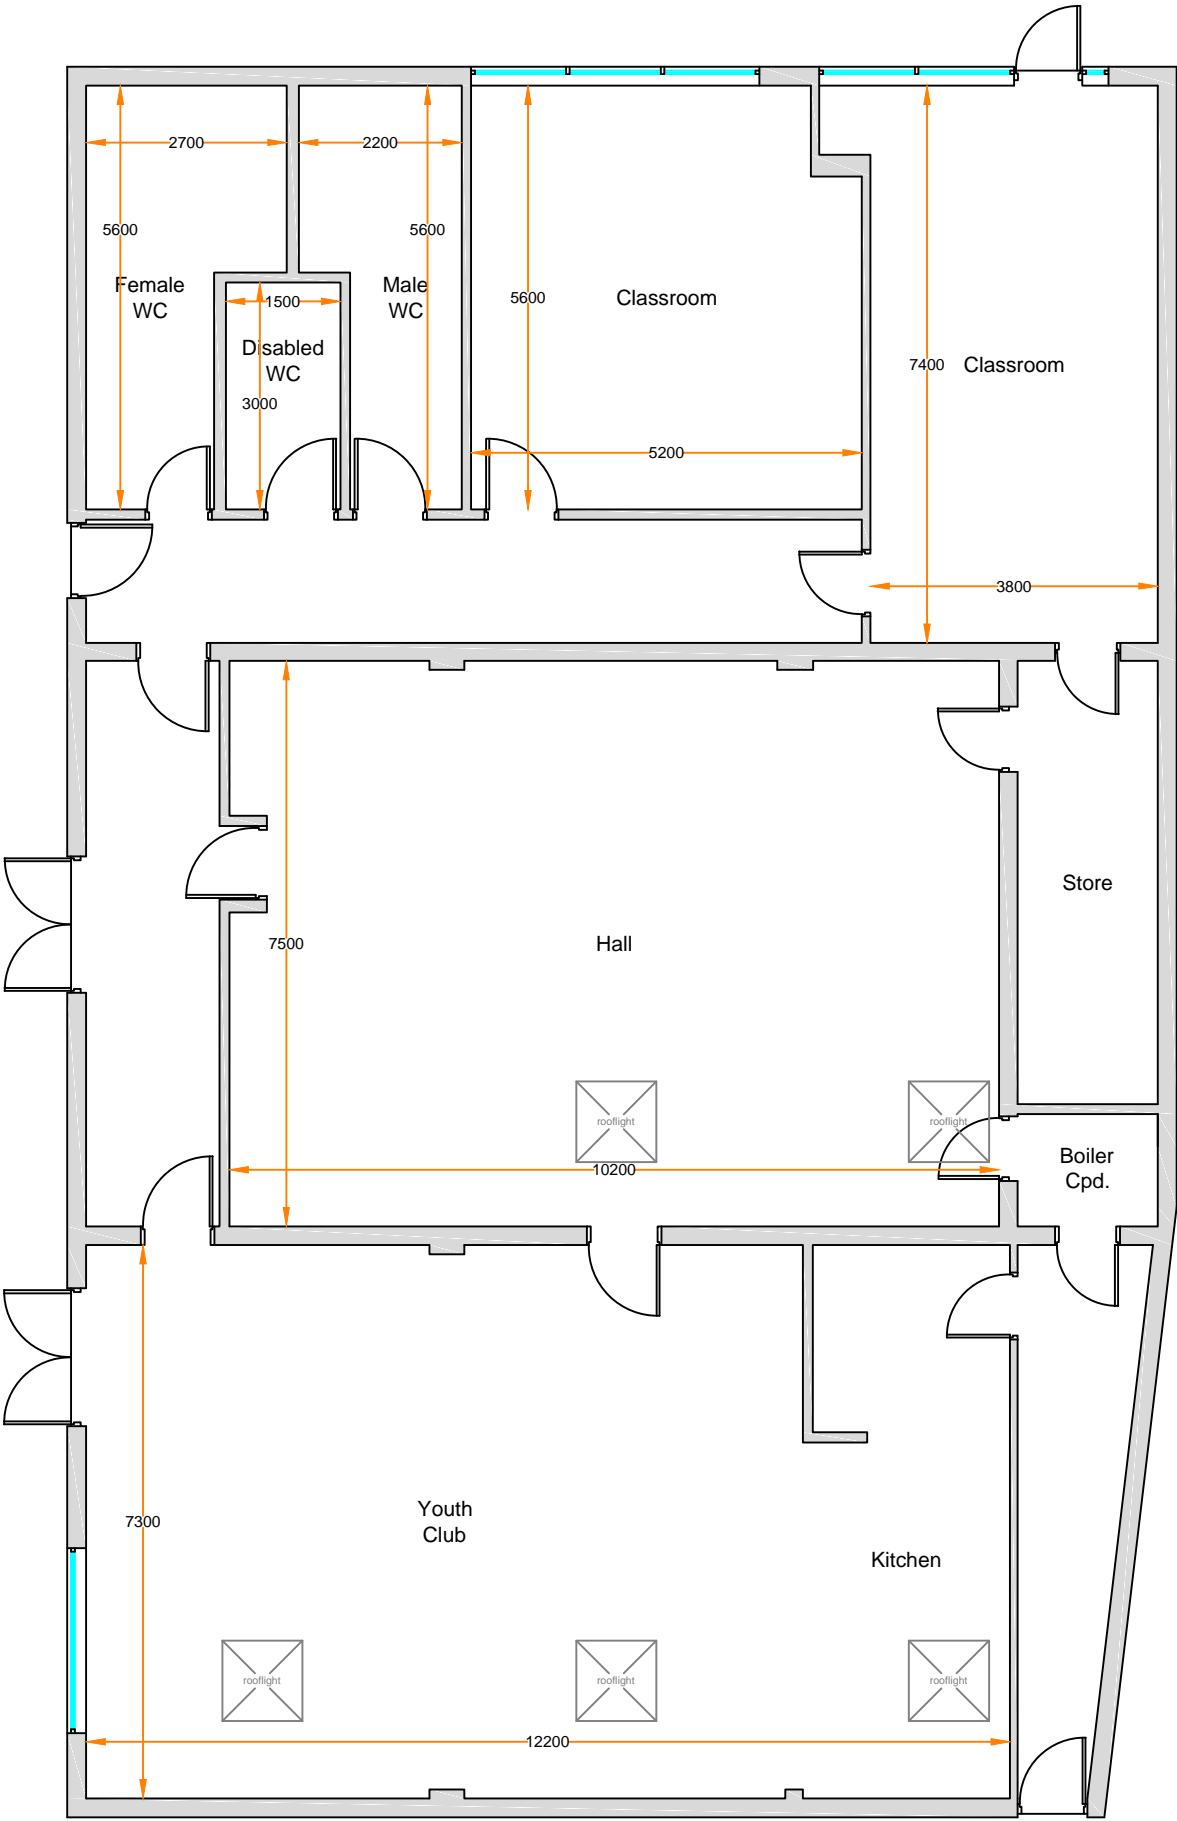 2700
2200
5600
5600
Female
WC
Male
WC
5600
Classroom
1500
Disabled
WC
3000
7400
Classroom
5200
3800
Store
7500
Hall
rooflight
rooflight
10200
Boiler
Cpd.
7300
Youth
Club
Kitchen
rooflight
rooflight
rooflight
12200